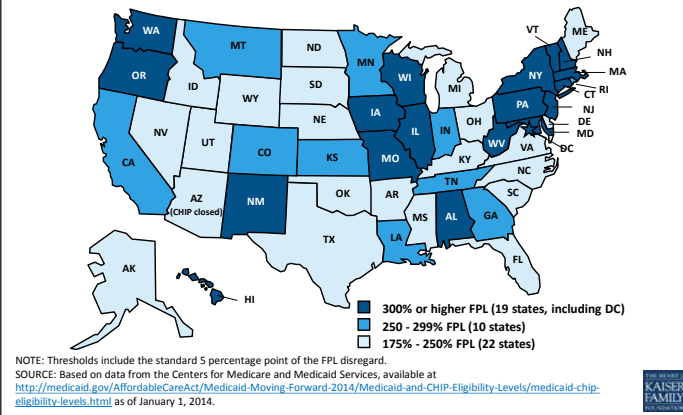 WA
MT
ND
MN
VT
ME
NH
MA
RI
CT
NJ
DE
MD
DC
OR
ID
SD
WI
MI
NY
WY
IA
PA
NE
OH
NV
IL
IN
UT
WV
VA
CO
KS
MO
KY
CA
NC
TN
OK
AR
SC
AZ
(CHIP closed)
NM
MS
AL
GA
TX
LA
FL
AK
HI
300% or higher FPL (19 states, including DC)
250 - 299% FPL (10 states)
175% - 250% FPL (22 states)
NOTE: Thresholds include the standard 5 percentage point of the FPL disregard.
SOURCE: Based on data from the Centers for Medicare and Medicaid Services, available at
http://medicaid.gov/AffordableCareAct/Medicaid-Moving-Forward-2014/Medicaid-and-CHIP-Eligibility-Levels/medicaid-chip-
eligibility-levels.html as of January 1, 2014.
THE HENRY J.
KAISER
FAMILY
FOUNDATION